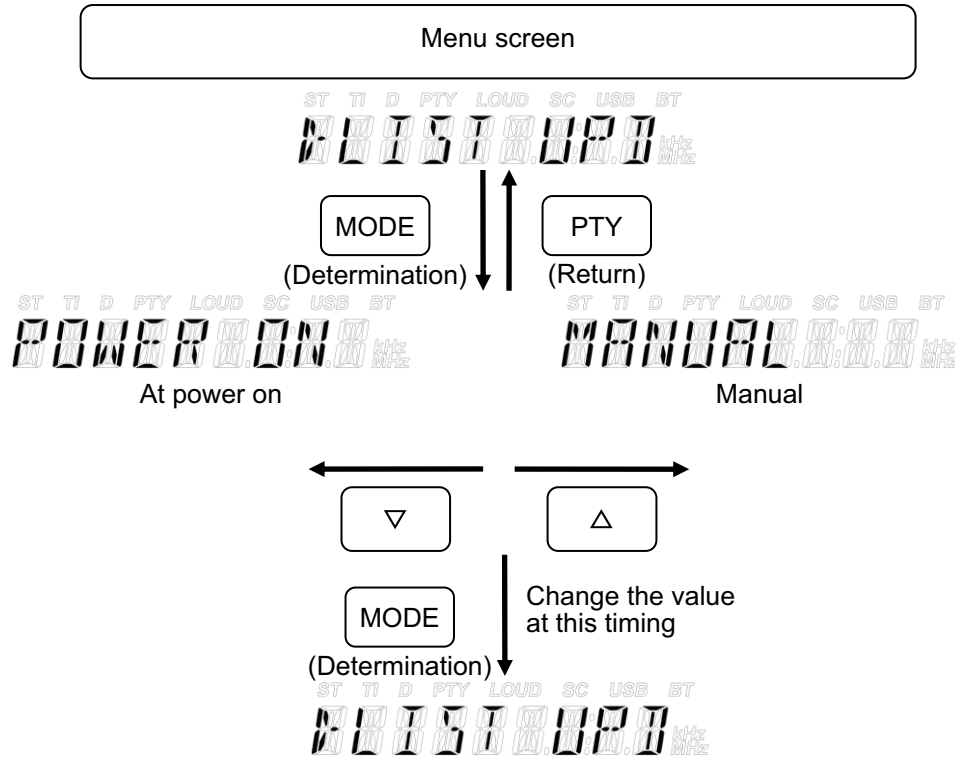 Menu screen
ST TI D PTY LOUD SC USB BT
LIST UPD kHz MHz
MODE
PTY
(Determination)
(Return)
ST TI D PTY LOUD SC USB BT
POWER ON kHz MHz
At power on
ST TI D PTY LOUD SC USB BT
MANUAL kHz MHz
Manual
▽
△
MODE
(Determination)
Change the value
at this timing
ST TI D PTY LOUD SC USB BT
LIST UPD kHz MHz